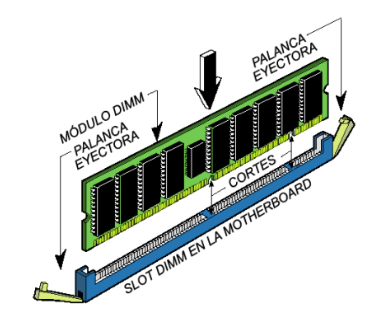 PALANCA
EYECTORA
MÓDULO DIMM
PALANCA
EYECTORA
CORTES
SLOT DIMM EN LA MOTHERBOARD